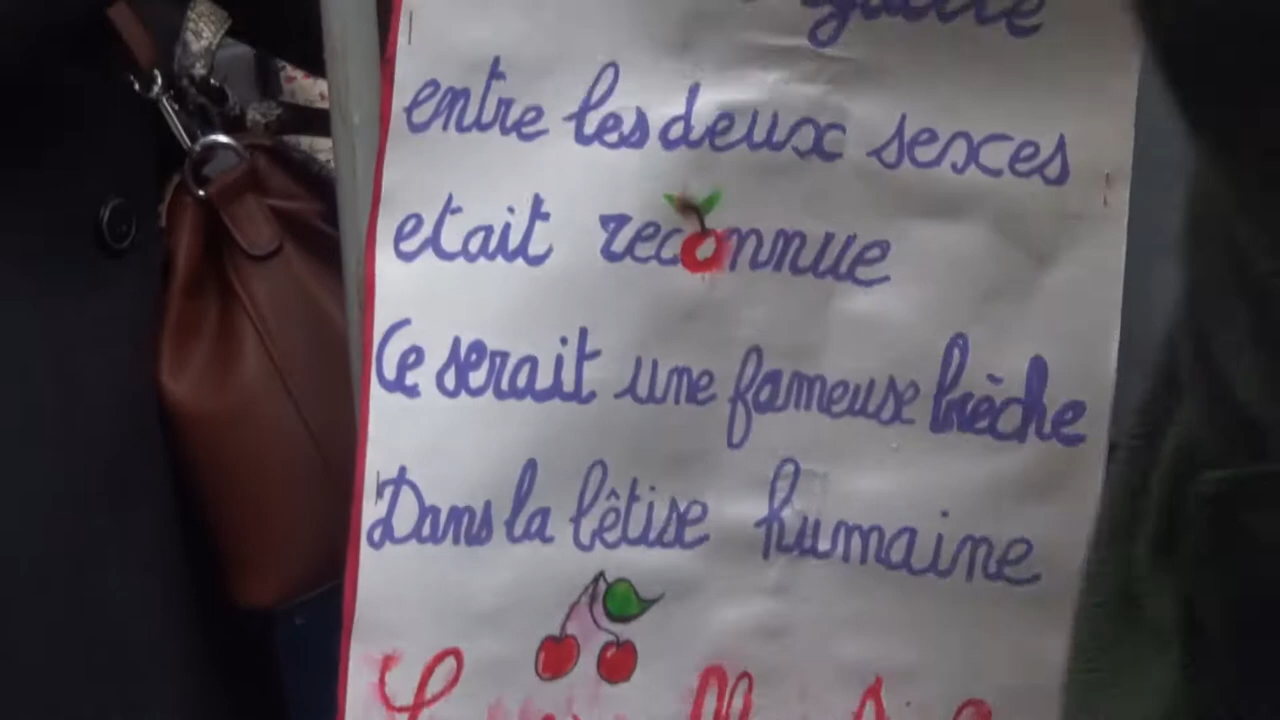 entre les deux sexes
etait reconnue
Ce serait une fameuse brèche
Dans la bêtise humaine